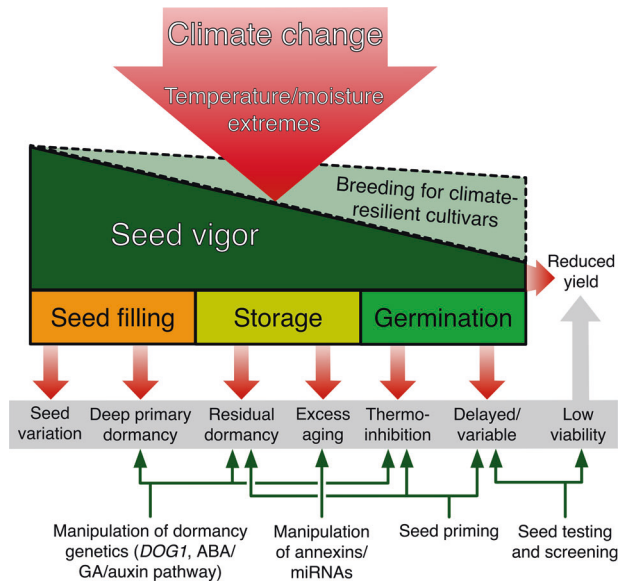 Climate change
Temperature/moisture
extremes
Breeding for climate-
resilient cultivars
Seed vigor
Reduced
yield
Seed filling
Storage
Germination
Seed
variation
Deep primary
dormancy
Residual
dormancy
Excess
aging
Thermo-
inhibition
Delayed/
variable
Low
viability
Manipulation of dormancy
genetics (DOG1, ABA/
GA/auxin pathway)
Manipulation
of annexins/
miRNAs
Seed priming
Seed testing
and screening